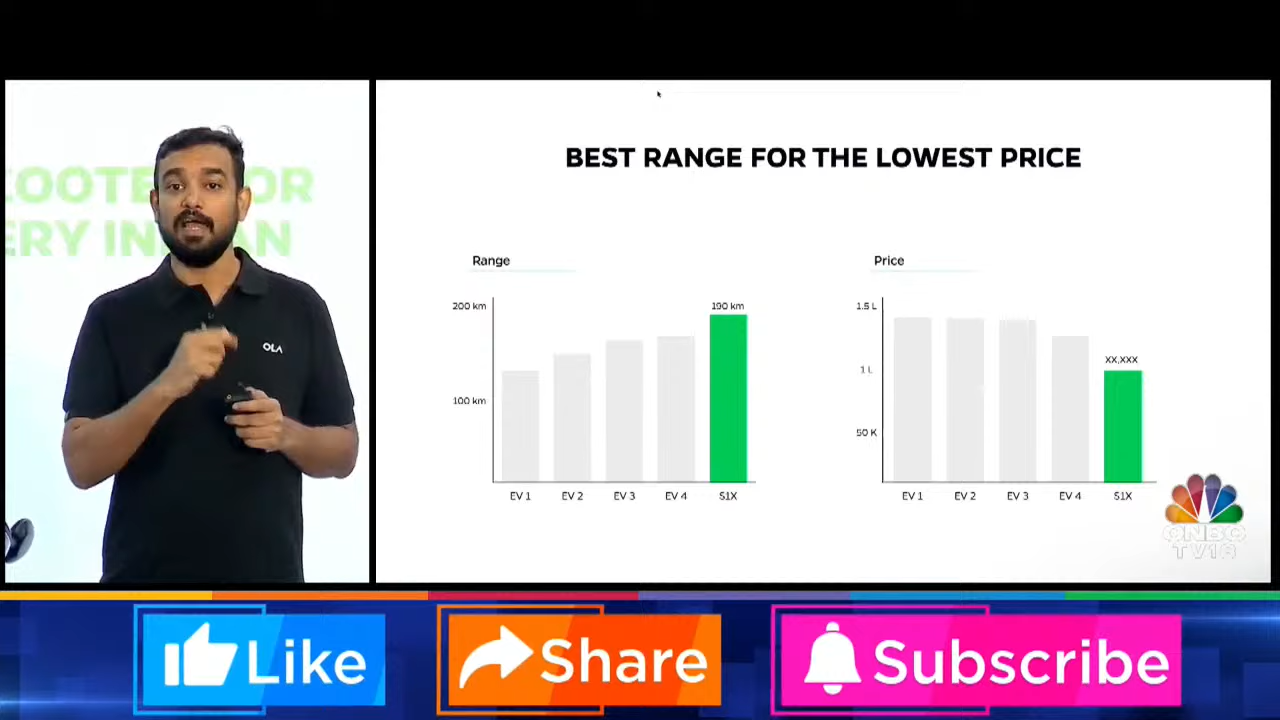 OLA
BEST RANGE FOR THE LOWEST PRICE
Range
200 km
100 km
190 km
EV 1
EV 2
EV 3
EV 4
S1X
Price
1.5 L
1 L
50 K
XX,XXX
EV 1
EV 2
EV 3
EV 4
S1X
CNBC
TV18
Like
Share
Subscribe